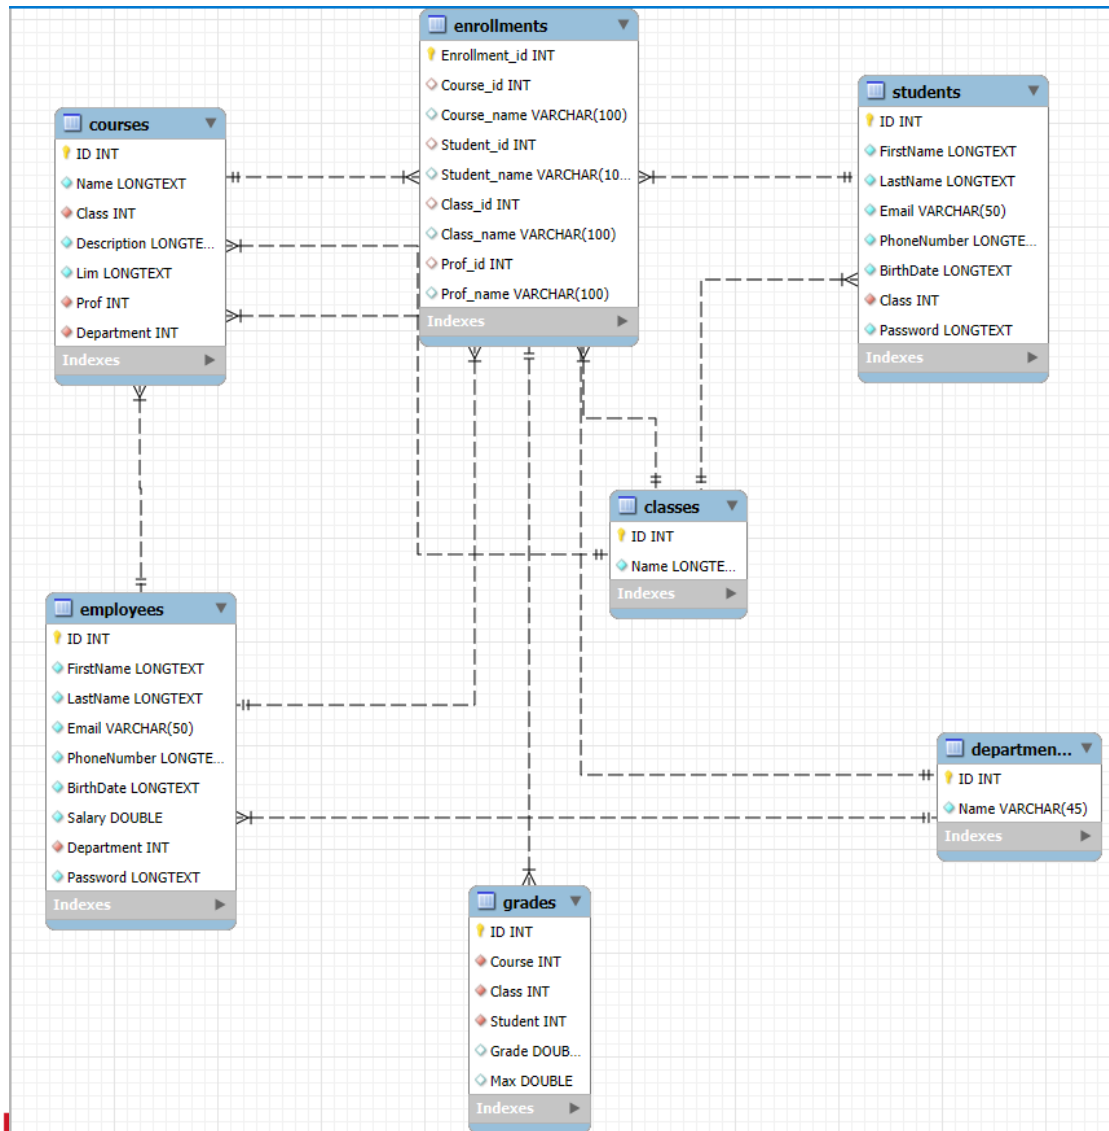 enrollments
Enrollment_id INT
Course_id INT
Course_name VARCHAR(100)
Student_id INT
Student_name VARCHAR(10...
Class_id INT
Class_name VARCHAR(100)
Prof_id INT
Prof_name VARCHAR(100)
Indexes
students
ID INT
FirstName LONGTEXT
LastName LONGTEXT
Email VARCHAR(50)
PhoneNumber LONGTE...
BirthDate LONGTEXT
Class INT
Password LONGTEXT
Indexes
courses
ID INT
Name LONGTEXT
Class INT
Description LONGTE...
Lim LONGTEXT
Prof INT
Department INT
Indexes
classes
ID INT
Name LONGTE...
Indexes
employees
ID INT
FirstName LONGTEXT
LastName LONGTEXT
Email VARCHAR(50)
PhoneNumber LONGTE...
BirthDate LONGTEXT
Salary DOUBLE
Department INT
Password LONGTEXT
Indexes
departmen...
ID INT
Name VARCHAR(45)
Indexes
grades
ID INT
Course INT
Class INT
Student INT
Grade DOUB...
Max DOUBLE
Indexes